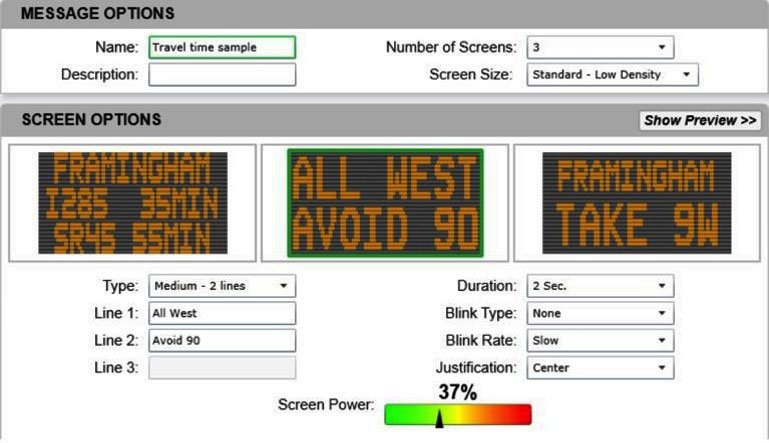 MESSAGE OPTIONS
Name: Travel time sample
Number of Screens: 3
Description:
Screen Size: Standard - Low Density
SCREEN OPTIONS
Show Preview >>
FRAMINGHAM
I285 35MIN
SR45 55MIN
ALL WEST
AVOID 90
FRAMINGHAM
TAKE 9W
Type: Medium - 2 lines
Duration: 2 Sec.
Line 1: All West
Blink Type: None
Line 2: Avoid 90
Blink Rate: Slow
Line 3:
Justification: Center
37%
Screen Power: